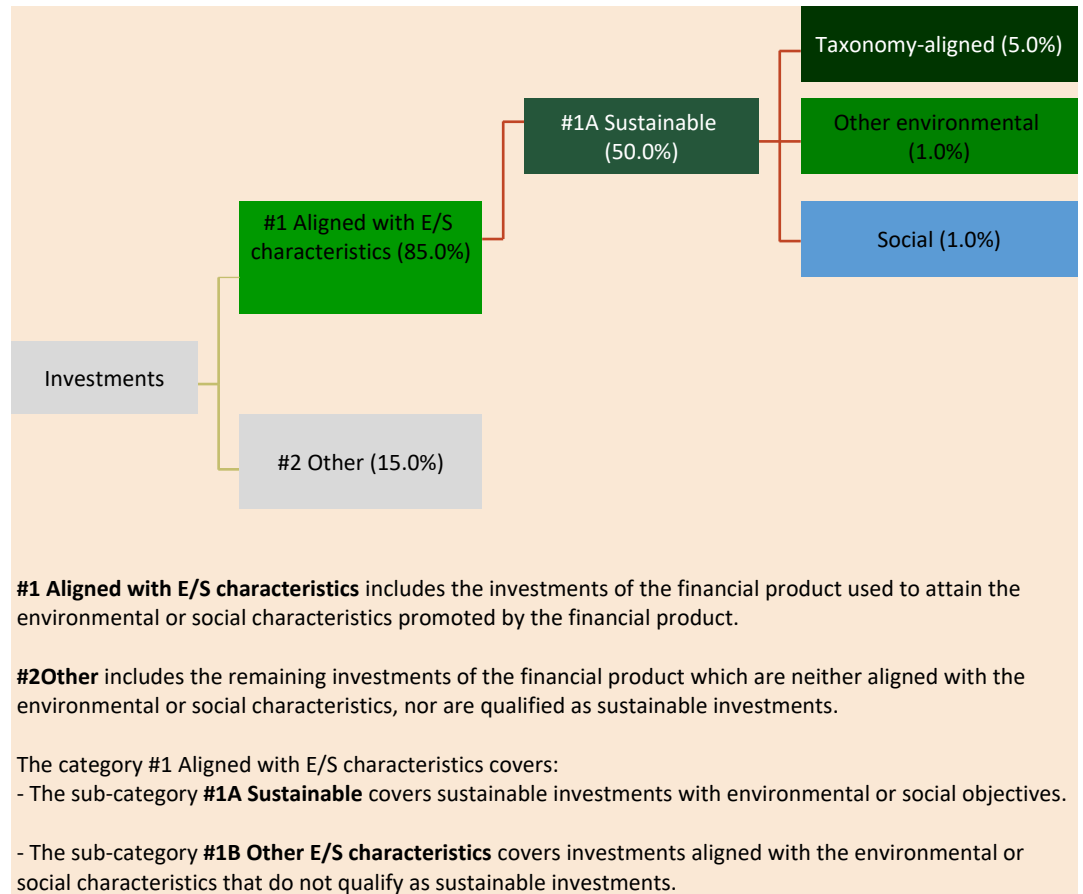 Taxonomy-aligned (5.0%)
#1A Sustainable
(50.0%)
Other environmental
(1.0%)
#1 Aligned with E/S
characteristics (85.0%)
Social (1.0%)
Investments
#2 Other (15.0%)
#1 Aligned with E/S characteristics includes the investments of the financial product used to attain the
environmental or social characteristics promoted by the financial product.
#2Other includes the remaining investments of the financial product which are neither aligned with the
environmental or social characteristics, nor are qualified as sustainable investments.
The category #1 Aligned with E/S characteristics covers:
- The sub-category #1A Sustainable covers sustainable investments with environmental or social objectives.
- The sub-category #1B Other E/S characteristics covers investments aligned with the environmental or
social characteristics that do not qualify as sustainable investments.